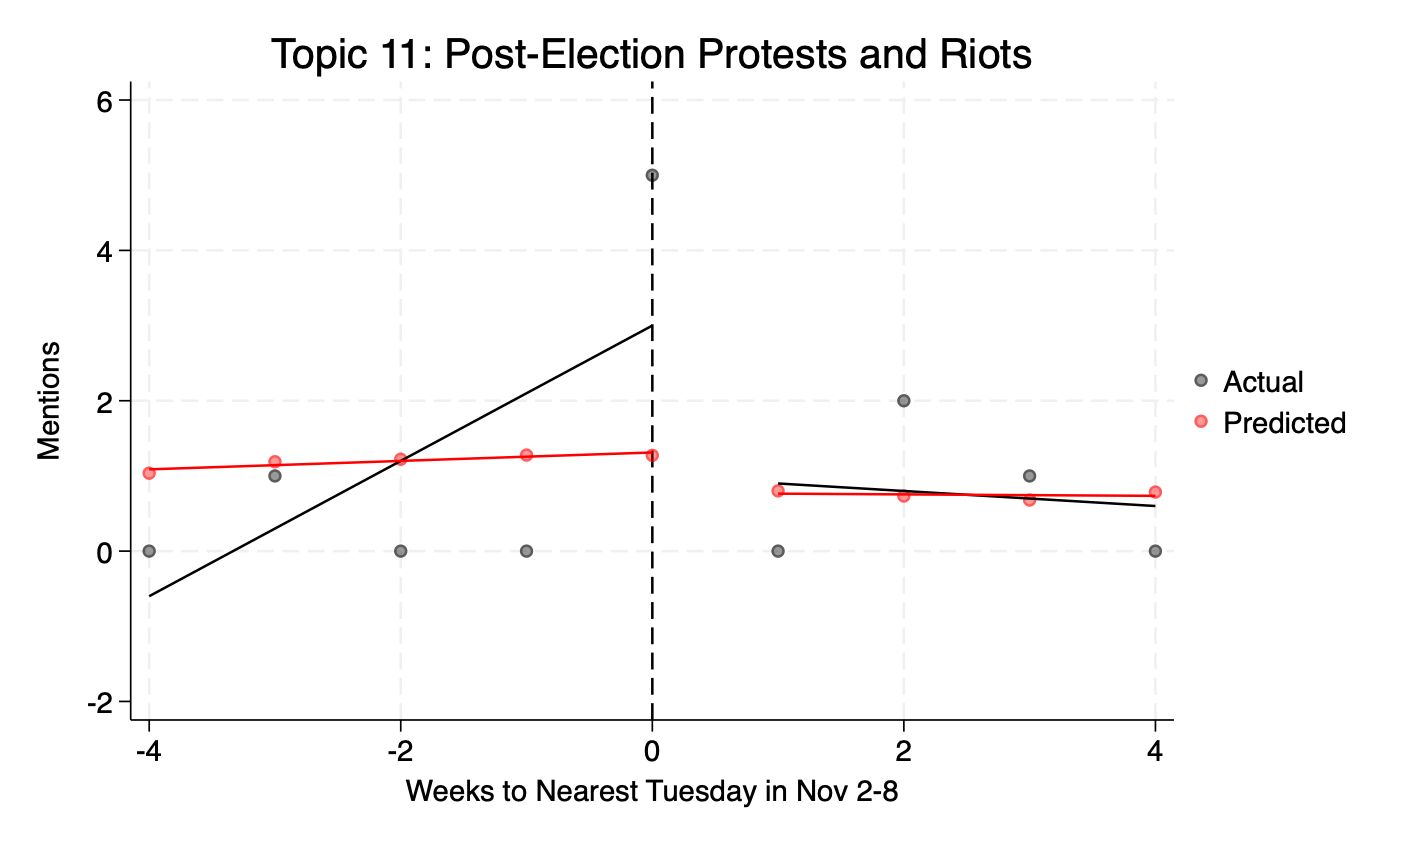 Topic 11: Post-Election Protests and Riots
6
4
2
0
-2
Mentions
-4
-2
0
2
4
Weeks to Nearest Tuesday in Nov 2-8
Actual
Predicted